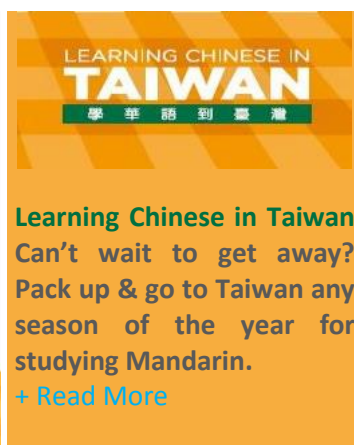 LEARNING CHINESE IN
TAIWAN
學華語到臺灣
Learning Chinese in Taiwan
Can’t wait to get away?
Pack up & go to Taiwan any
season of the year for
studying Mandarin.
+ Read More